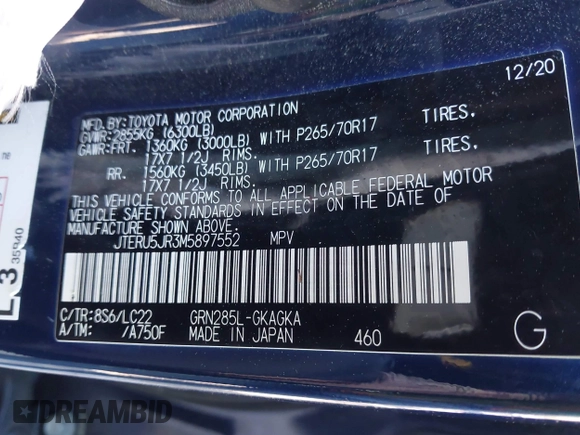 12/20
MFD.BY:TOYOTA MOTOR CORPORATION
GVWR:2855KG (6300LB)
GAWR:FRT. 1360KG (3000LB) WITH P265/70R17 TIRES.
17X7 1/2J RIMS.
RR. 1560KG (3450LB) WITH P265/70R17 TIRES.
17X7 1/2J RIMS.
THIS VEHICLE CONFORMS TO ALL APPLICABLE FEDERAL MOTOR
VEHICLE SAFETY STANDARDS IN EFFECT ON THE DATE OF
MANUFACTURE SHOWN ABOVE.
JTERU5JR3M5897552 MPV
C/TR:8S6/LC22 GRN285L-GKAGKA
A/TM: /A750F MADE IN JAPAN 460 G
35940
DREAMBID